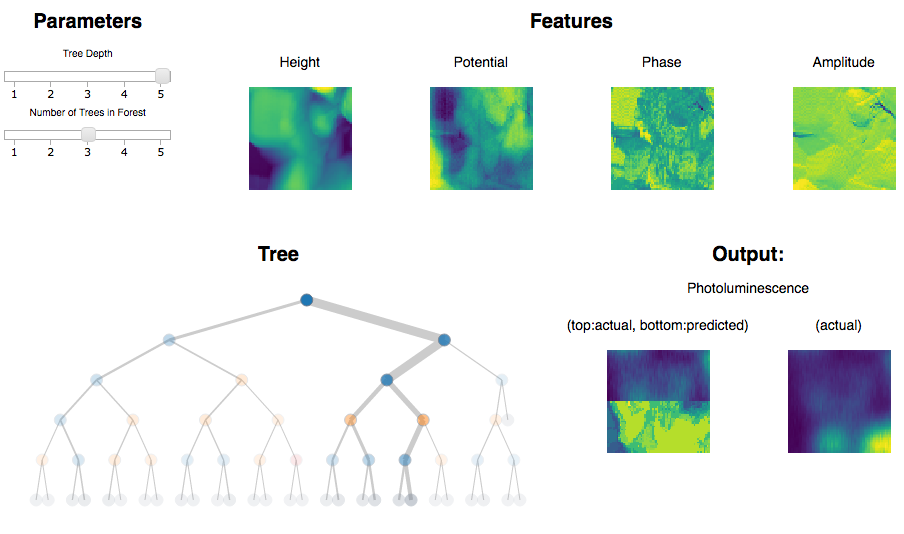 Parameters
Tree Depth
1 2 3 4 5
Number of Trees in Forest
1 2 3 4 5
Features
Height Potential Phase Amplitude
Tree
Output:
Photoluminescence
(top:actual, bottom:predicted) (actual)